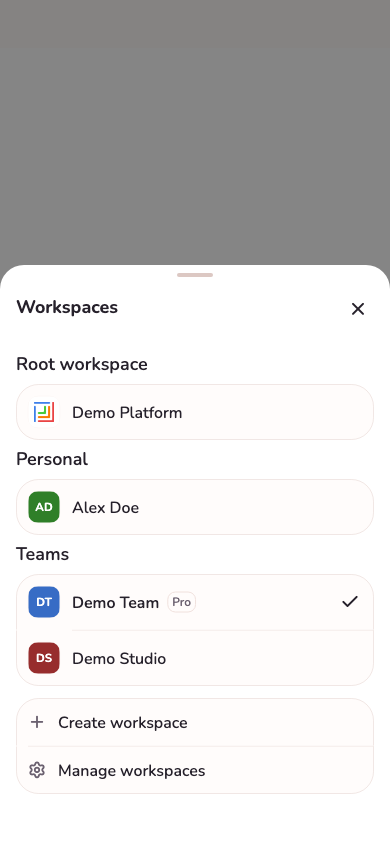 Workspaces
Root workspace
Demo Platform
Personal
AD Alex Doe
Teams
DT Demo Team Pro
DS Demo Studio
Create workspace
Manage workspaces